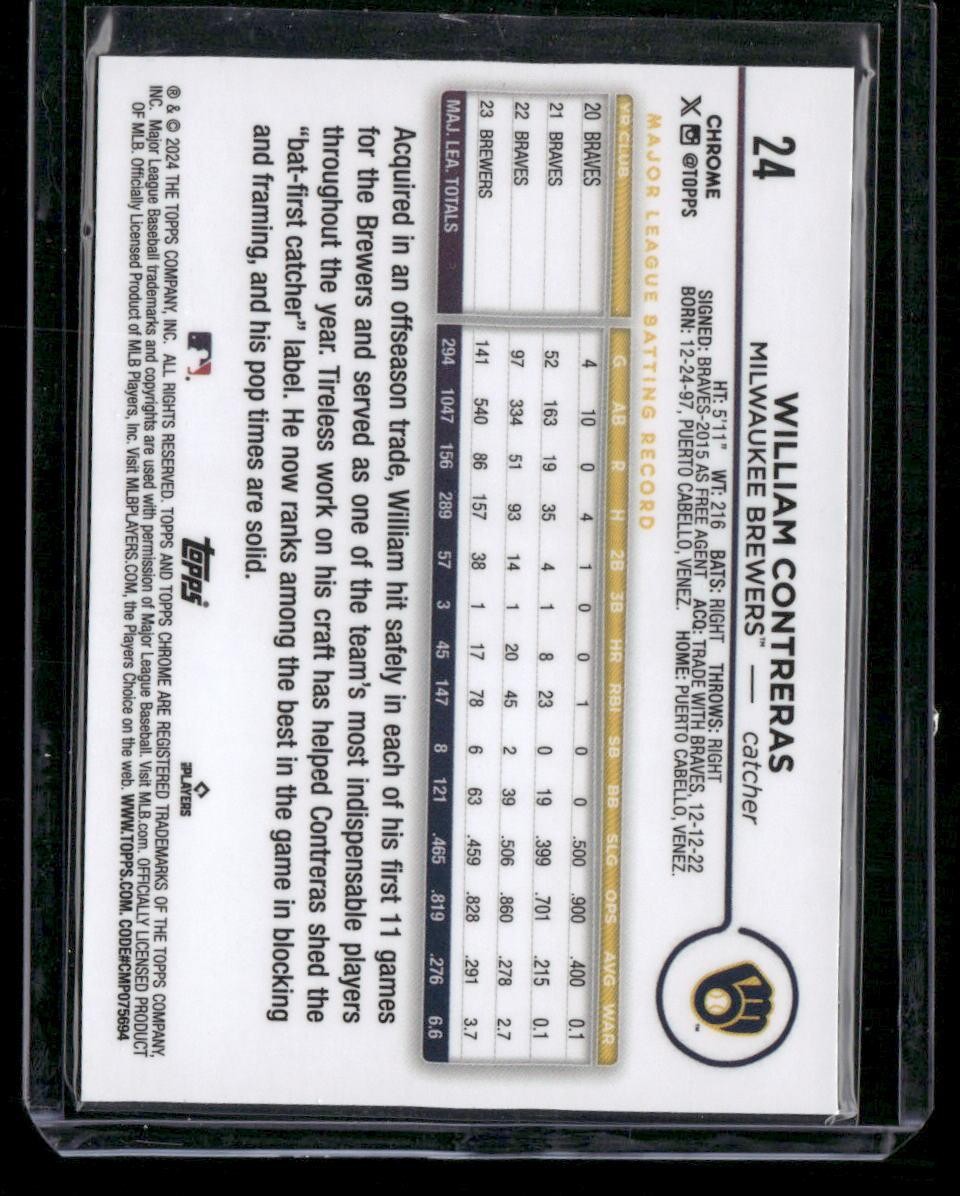 24
WILLIAM CONTRERAS
MILWAUKEE BREWERS™ — catcher
CHROME
@TOPPS
HT: 5'11" WT: 216 BATS: RIGHT THROWS: RIGHT
SIGNED: BRAVES-2015 AS FREE AGENT ACQ: TRADE WITH BRAVES, 12-12-22
BORN: 12-24-97, PUERTO CABELLO, VENEZ. HOME: PUERTO CABELLO, VENEZ.
MAJOR LEAGUE BATTING RECORD
YR CLUB G AB R H 2B 3B HR RBI SB BB SLG OPS AVG WAR
20 BRAVES 4 10 0 4 1 0 0 1 0 0 .500 .900 .400 0.1
21 BRAVES 52 163 19 35 4 1 8 23 0 19 .399 .701 .215 0.1
22 BRAVES 97 334 51 93 14 1 20 45 2 39 .506 .860 .278 2.7
23 BREWERS 141 540 86 157 38 1 17 78 6 63 .459 .828 .291 3.7
MAJ. LEA. TOTALS 294 1047 156 289 57 3 45 147 8 121 .465 .819 .276 6.6
Acquired in an offseason trade, William hit safely in each of his first 11 games
for the Brewers and served as one of the team's most indispensable players
throughout the year. Tireless work on his craft has helped Contreras shed the
"bat-first catcher" label. He now ranks among the best in the game in blocking
and framing, and his pop times are solid.
topps
PLAYERS
® & © 2024 THE TOPPS COMPANY, INC. ALL RIGHTS RESERVED. TOPPS AND TOPPS CHROME ARE REGISTERED TRADEMARKS OF THE TOPPS COMPANY,
INC. Major League Baseball trademarks and copyrights are used with permission of Major League Baseball. Visit MLB.com. OFFICIALLY LICENSED PRODUCT
OF MLB. Officially Licensed Product of MLB Players, Inc. Visit MLBPLAYERS.COM, the Players Choice on the web. WWW.TOPPS.COM. CODE#CMP075694